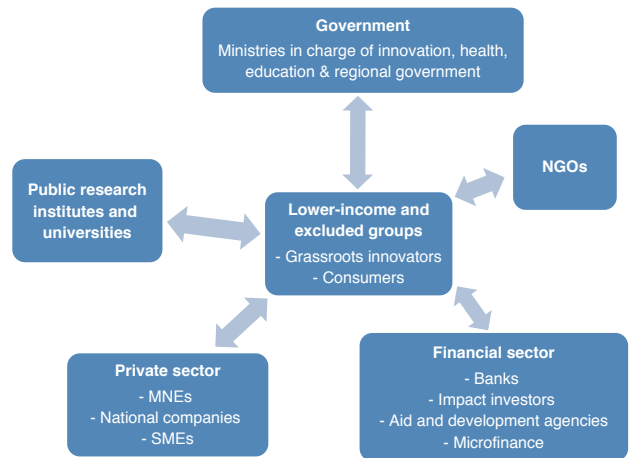 Government
Ministries in charge of innovation, health,
education & regional government
NGOs
Public research
institutes and
universities
Lower-income and
excluded groups
- Grassroots innovators
- Consumers
Private sector
- MNEs
- National companies
- SMEs
Financial sector
- Banks
- Impact investors
- Aid and development agencies
- Microfinance